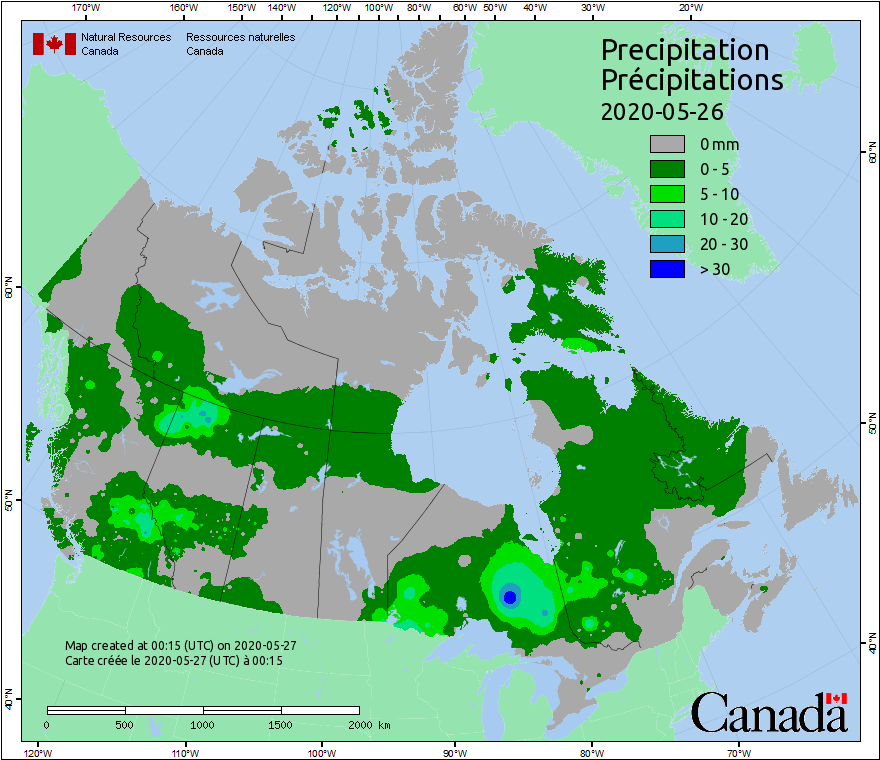 170°W 160°W 150°W 140°W 120°W 100°W 80°W 60°W 50°W 40°W 30°W 20°W
Natural Resources Canada
Ressources naturelles Canada
Precipitation
Précipitations
2020-05-26
0 mm
0 - 5
5 - 10
10 - 20
20 - 30
> 30
60°N
60°N
50°N
50°N
40°N
40°N
Map created at 00:15 (UTC) on 2020-05-27
Carte créée le 2020-05-27 (UTC) à 00:15
0 500 1000 1500 2000 km
Canada
120°W 110°W 100°W 90°W 80°W 70°W